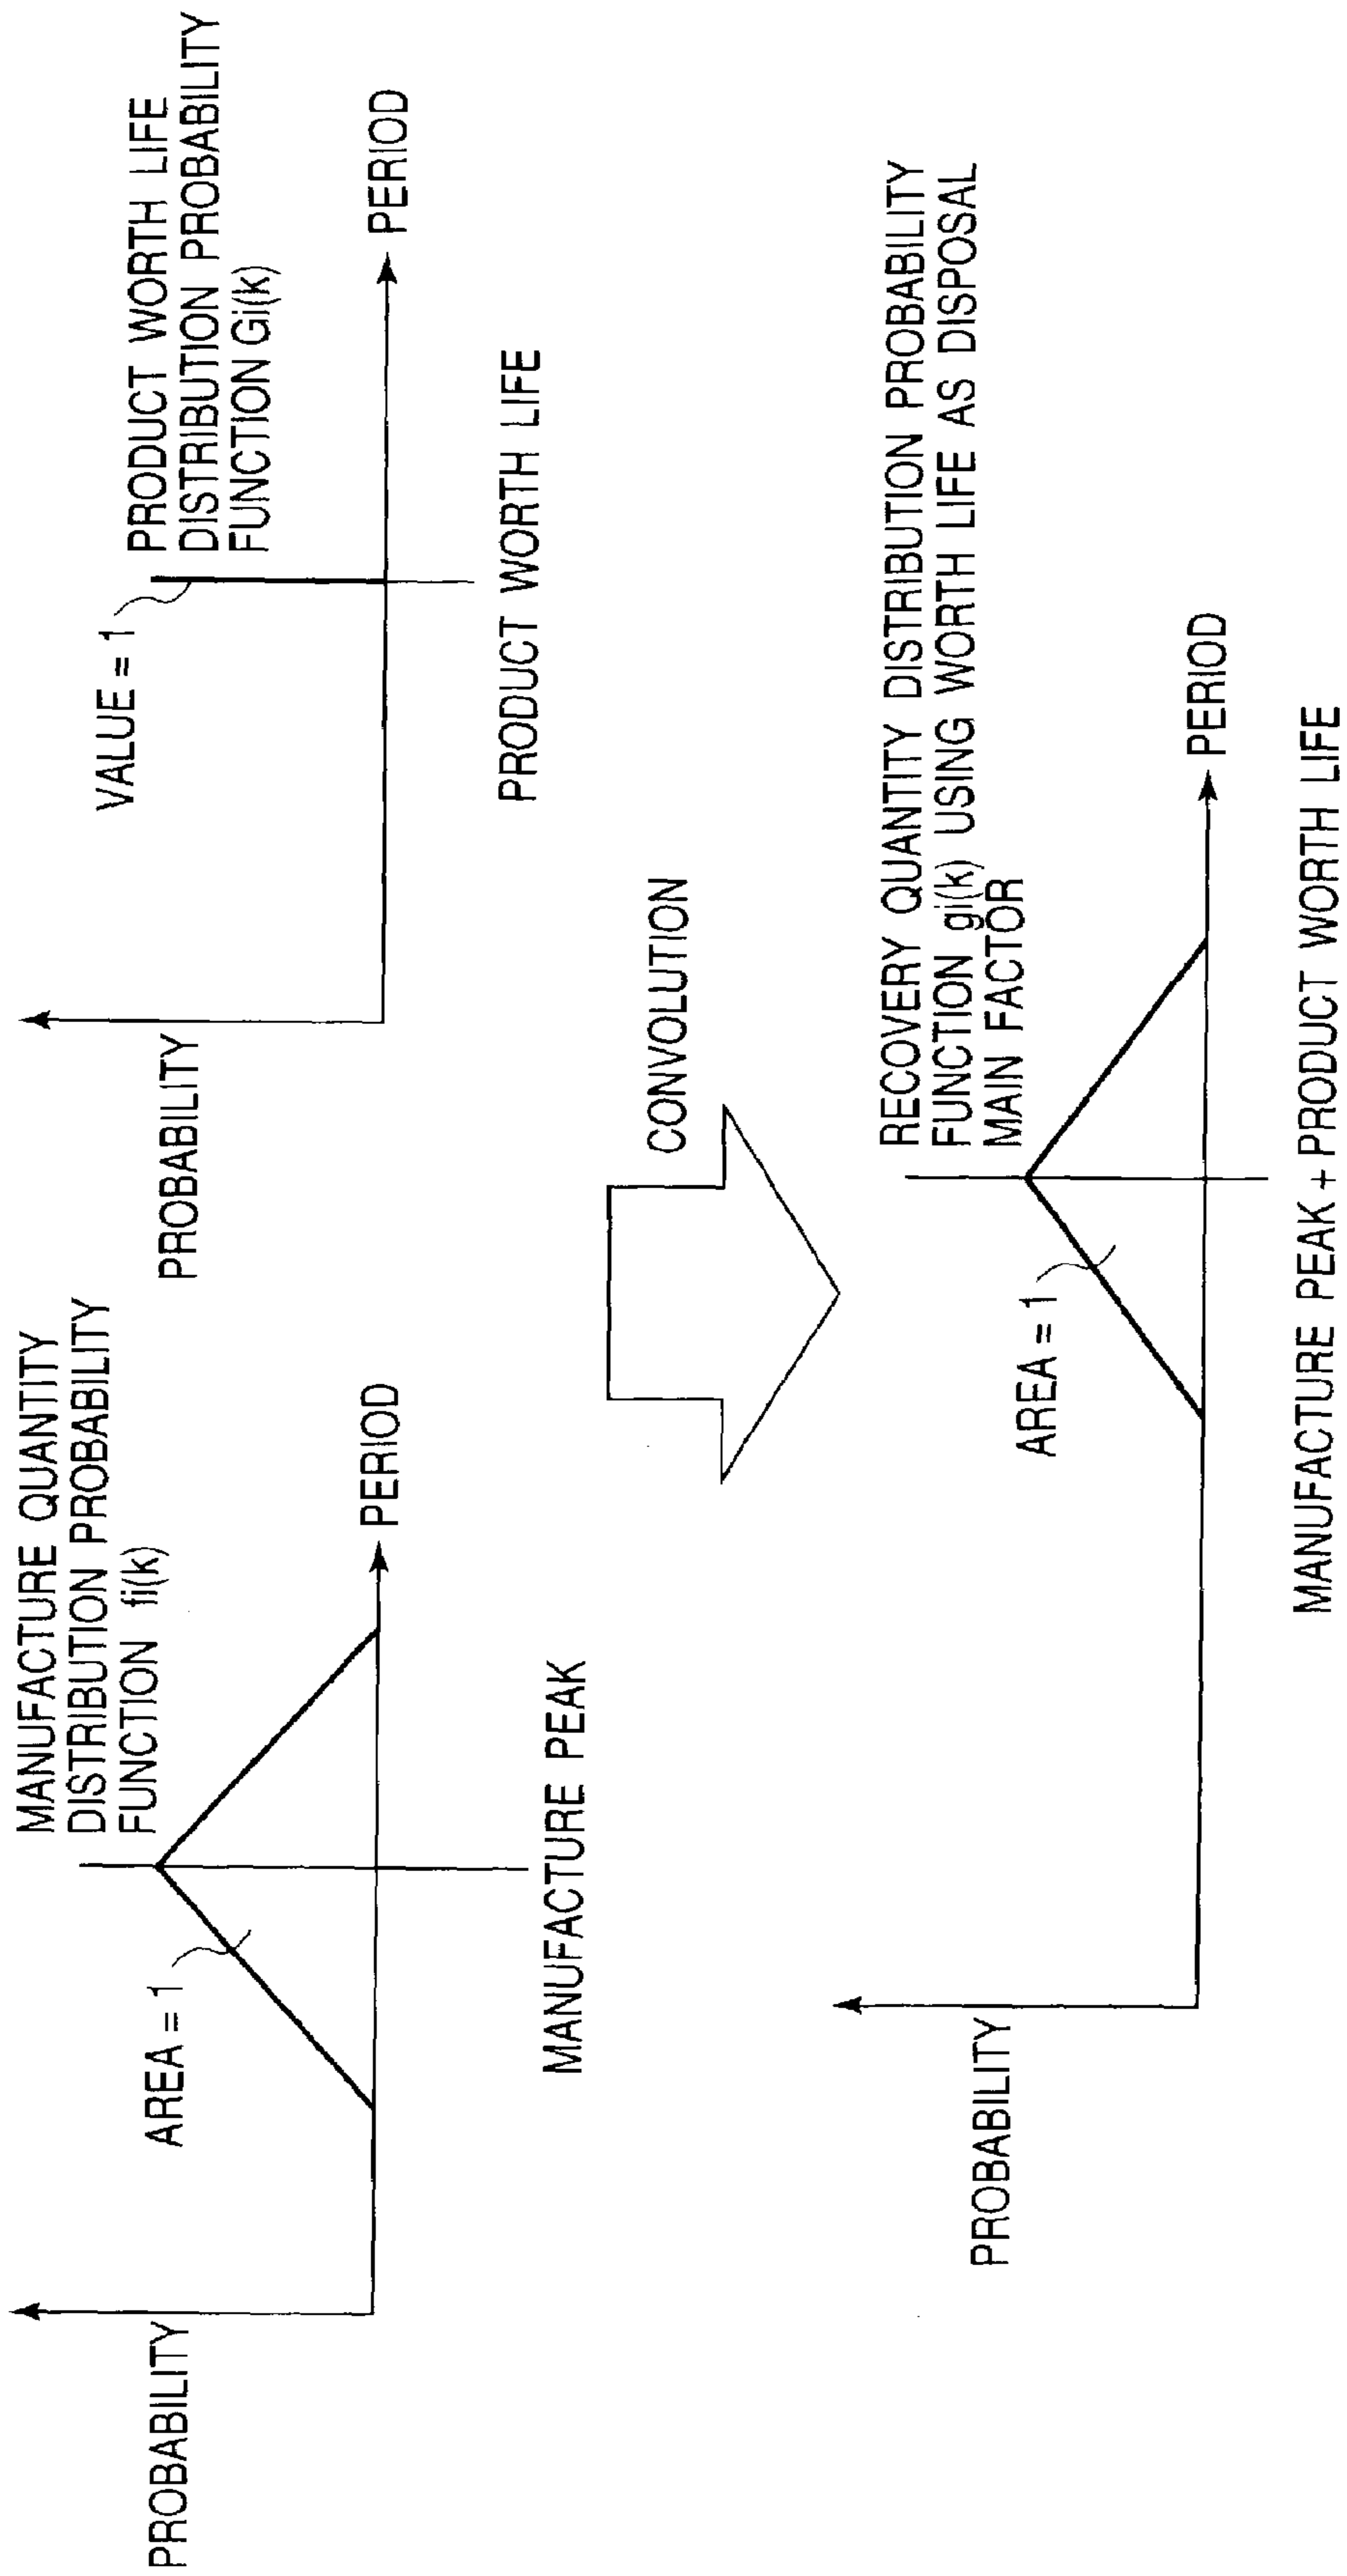 MANUFACTURE QUANTITY
DISTRIBUTION PROBABILITY
FUNCTION fi(k)
PROBABILITY
AREA = 1
PERIOD
MANUFACTURE PEAK
PRODUCT WORTH LIFE
DISTRIBUTION PROBABILITY
FUNCTION Gi(k)
VALUE = 1
PROBABILITY
PERIOD
PRODUCT WORTH LIFE
CONVOLUTION
RECOVERY QUANTITY DISTRIBUTION PROBABILITY
FUNCTION gi(k) USING WORTH LIFE AS DISPOSAL
MAIN FACTOR
PROBABILITY
AREA = 1
PERIOD
MANUFACTURE PEAK + PRODUCT WORTH LIFE